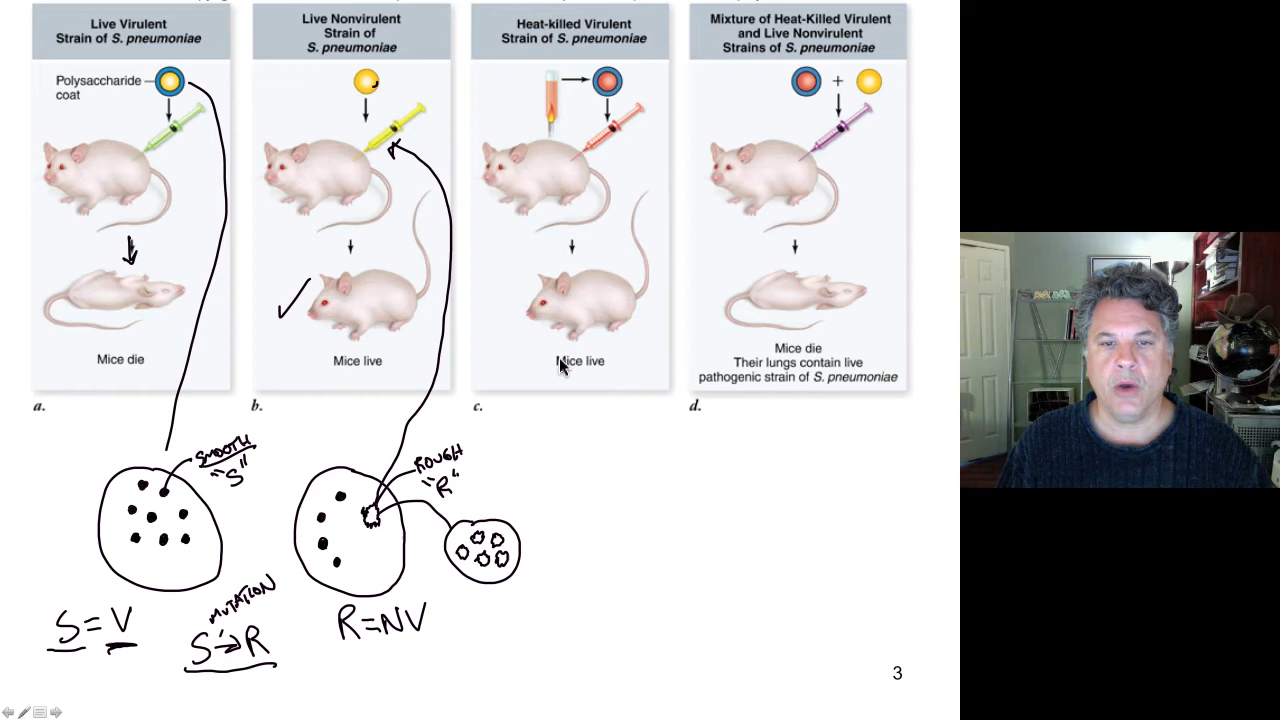 Live Virulent
Strain of S. pneumoniae
Live Nonvirulent
Strain of
S. pneumoniae
Heat-killed Virulent
Strain of S. pneumoniae
Mixture of Heat-Killed Virulent
and Live Nonvirulent
Strains of S. pneumoniae
Polysaccharide
coat
+
Mice die
Mice live
Mice live
Mice die
Their lungs contain live
pathogenic strain of S. pneumoniae
a.
b.
c.
d.
SMOOTH
"S"
ROUGH
"R"
S = V
MUTATION
S → R
R = NV
3